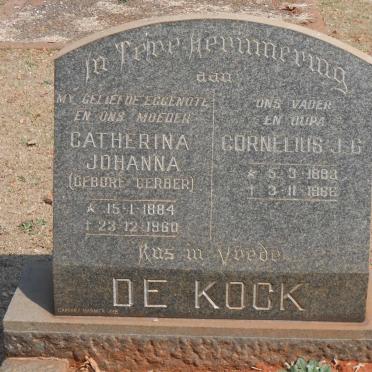 In Teire Herinnering
aan
MY GELIEFDE EGGENOTE
EN ONS MOEDER
CATHERINA
JOHANNA
(GEBORE GERBER)
* 15-1-1884
† 23-12-1960
ONS VADER
EN OUPA
CORNELIUS J.G.
* 5-3-1883
† 3-11-1966
Rus in Vrede
DE KOCK